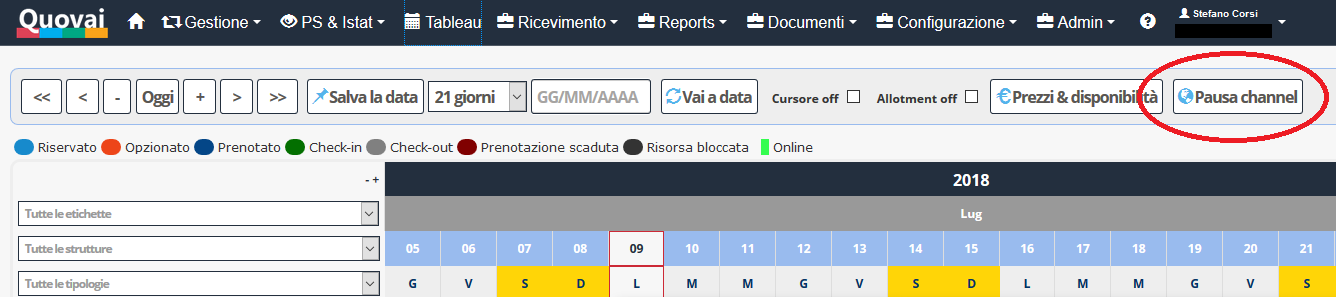 Quovai Gestione PS & Istat Tableau Ricevimento Reports Documenti Configurazione Admin Stefano Corsi
<< < - Oggi + > >> Salva la data 21 giorni GG/MM/AAAA Vai a data Cursore off Allotment off € Prezzi & disponibilità Pausa channel
Riservato Opzionato Prenotato Check-in Check-out Prenotazione scaduta Risorsa bloccata Online
- + 2018
Tutte le etichette Lug
Tutte le strutture 05 06 07 08 09 10 11 12 13 14 15 16 17 18 19 20 21
Tutte le tipologie G V S D L M M G V S D L M M G V S